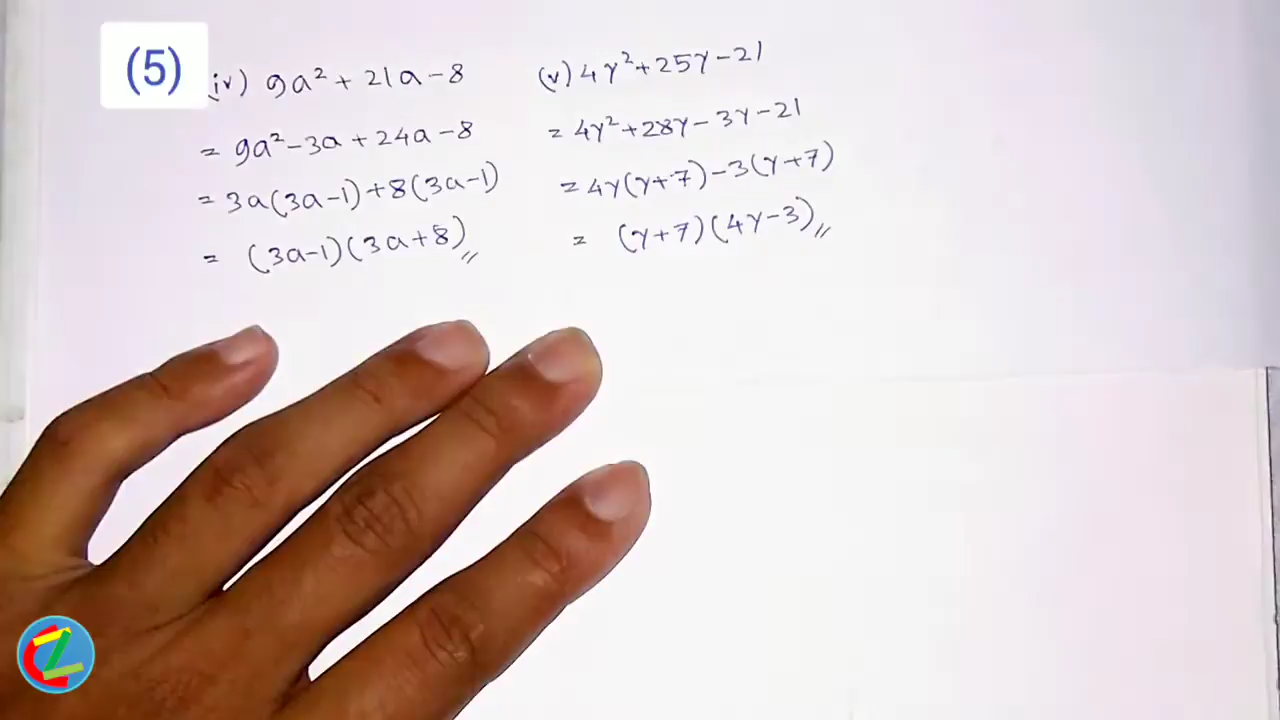 (5)
(iv) 9a² + 21a - 8
= 9a² - 3a + 24a - 8
= 3a(3a-1) + 8(3a-1)
= (3a-1)(3a+8)//
(v) 4y² + 25y - 21
= 4y² + 28y - 3y - 21
= 4y(y+7) - 3(y+7)
= (y+7)(4y-3)//